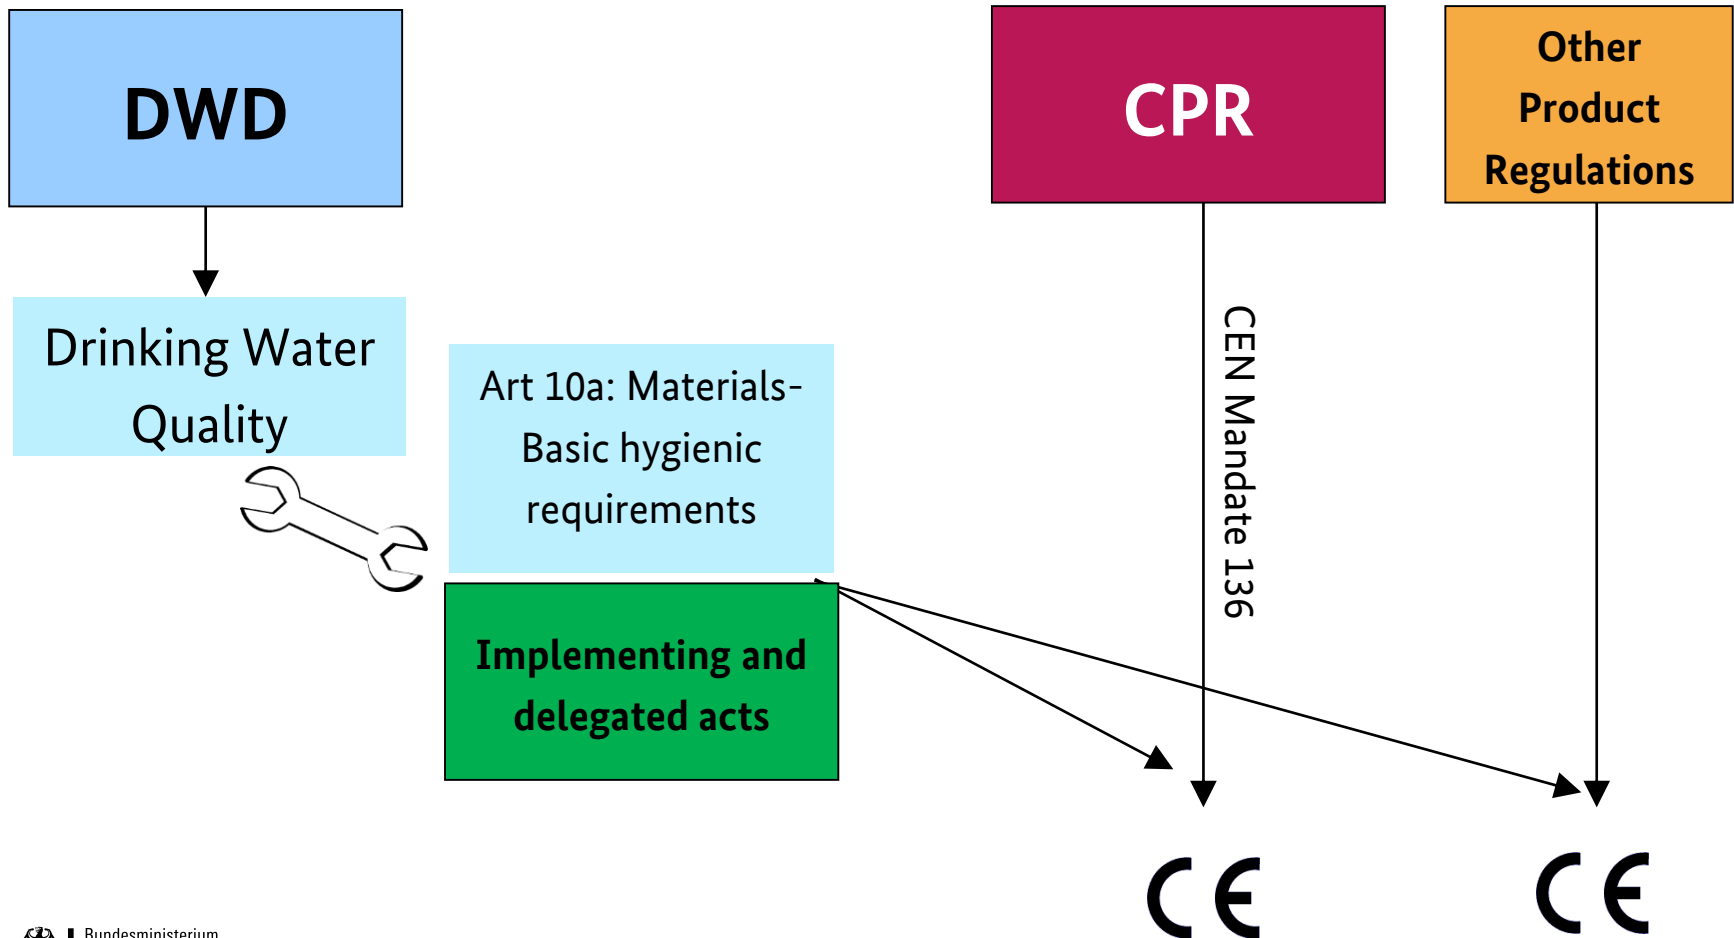 DWD
CPR
Other
Product
Regulations
Drinking Water
Quality
Art 10a: Materials-
Basic hygienic
requirements
CEN Mandate 136
Implementing and
delegated acts
CE
CE
Bundesministerium